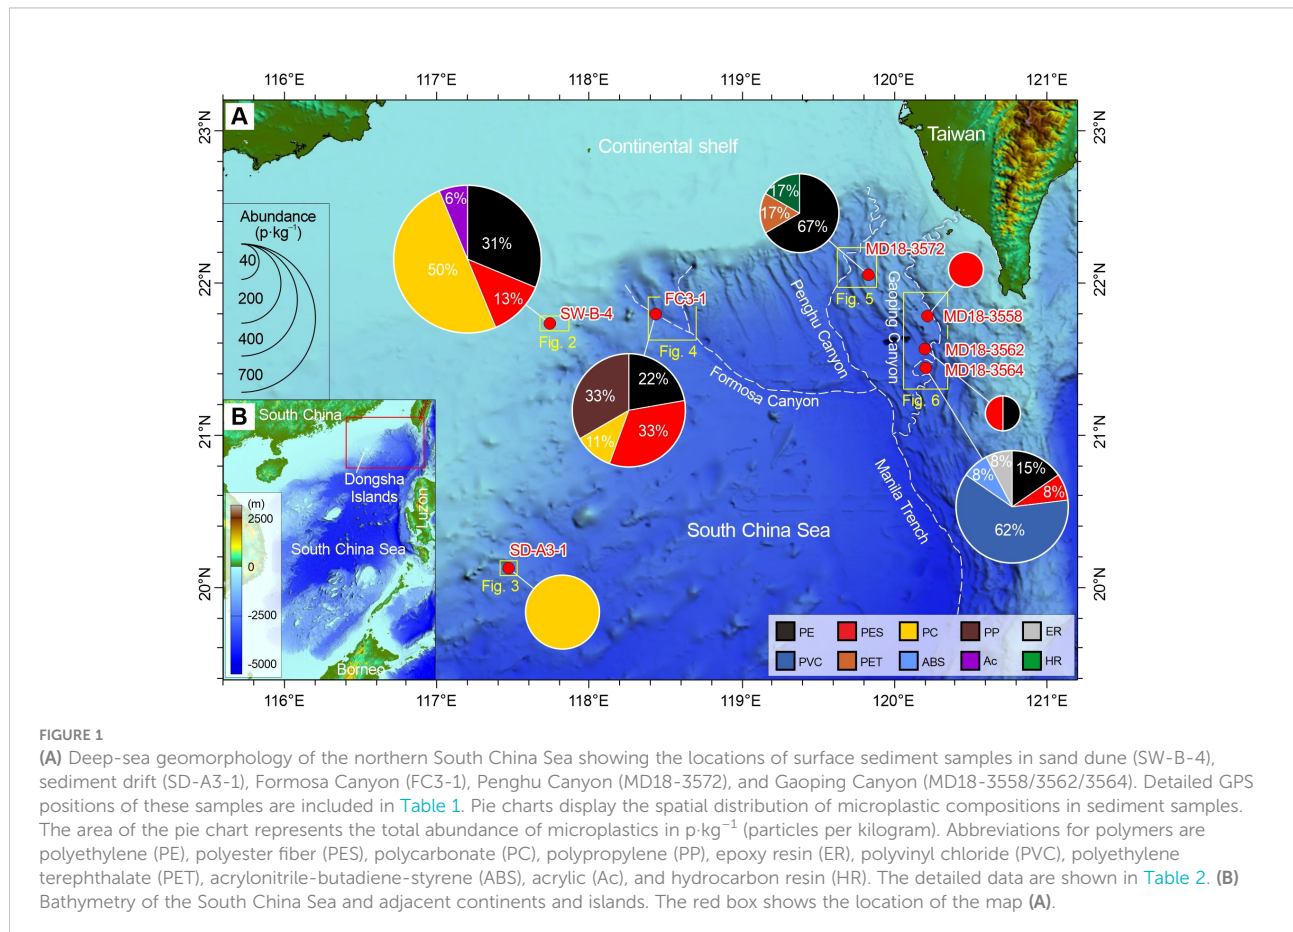 116°E 117°E 118°E 119°E 120°E 121°E
A
23°N
22°N
21°N
20°N
23°N
22°N
21°N
20°N
Continental shelf
Taiwan
Abundance
(p·kg⁻¹)
40
200
400
700
6%
31%
50%
13%
SW-B-4
Fig. 2
17%
17%
67%
MD18-3572
Fig. 5
FC3-1
Fig. 4
Penghu Canyon
Gaoping Canyon
MD18-3558
MD18-3562
MD18-3564
Fig. 6
Formosa Canyon
33%
22%
11%
33%
Manila Trench
8%
15%
8%
8%
62%
South China Sea
SD-A3-1
Fig. 3
B
South China
Dongsha
Islands
Luzon
South China Sea
Borneo
(m)
2500
0
-2500
-5000
PE PES PC PP ER
PVC PET ABS Ac HR
116°E 117°E 118°E 119°E 120°E 121°E
FIGURE 1
(A) Deep-sea geomorphology of the northern South China Sea showing the locations of surface sediment samples in sand dune (SW-B-4),
sediment drift (SD-A3-1), Formosa Canyon (FC3-1), Penghu Canyon (MD18-3572), and Gaoping Canyon (MD18-3558/3562/3564). Detailed GPS
positions of these samples are included in Table 1. Pie charts display the spatial distribution of microplastic compositions in sediment samples.
The area of the pie chart represents the total abundance of microplastics in p·kg⁻¹ (particles per kilogram). Abbreviations for polymers are
polyethylene (PE), polyester fiber (PES), polycarbonate (PC), polypropylene (PP), epoxy resin (ER), polyvinyl chloride (PVC), polyethylene
terephthalate (PET), acrylonitrile-butadiene-styrene (ABS), acrylic (Ac), and hydrocarbon resin (HR). The detailed data are shown in Table 2. (B)
Bathymetry of the South China Sea and adjacent continents and islands. The red box shows the location of the map (A).